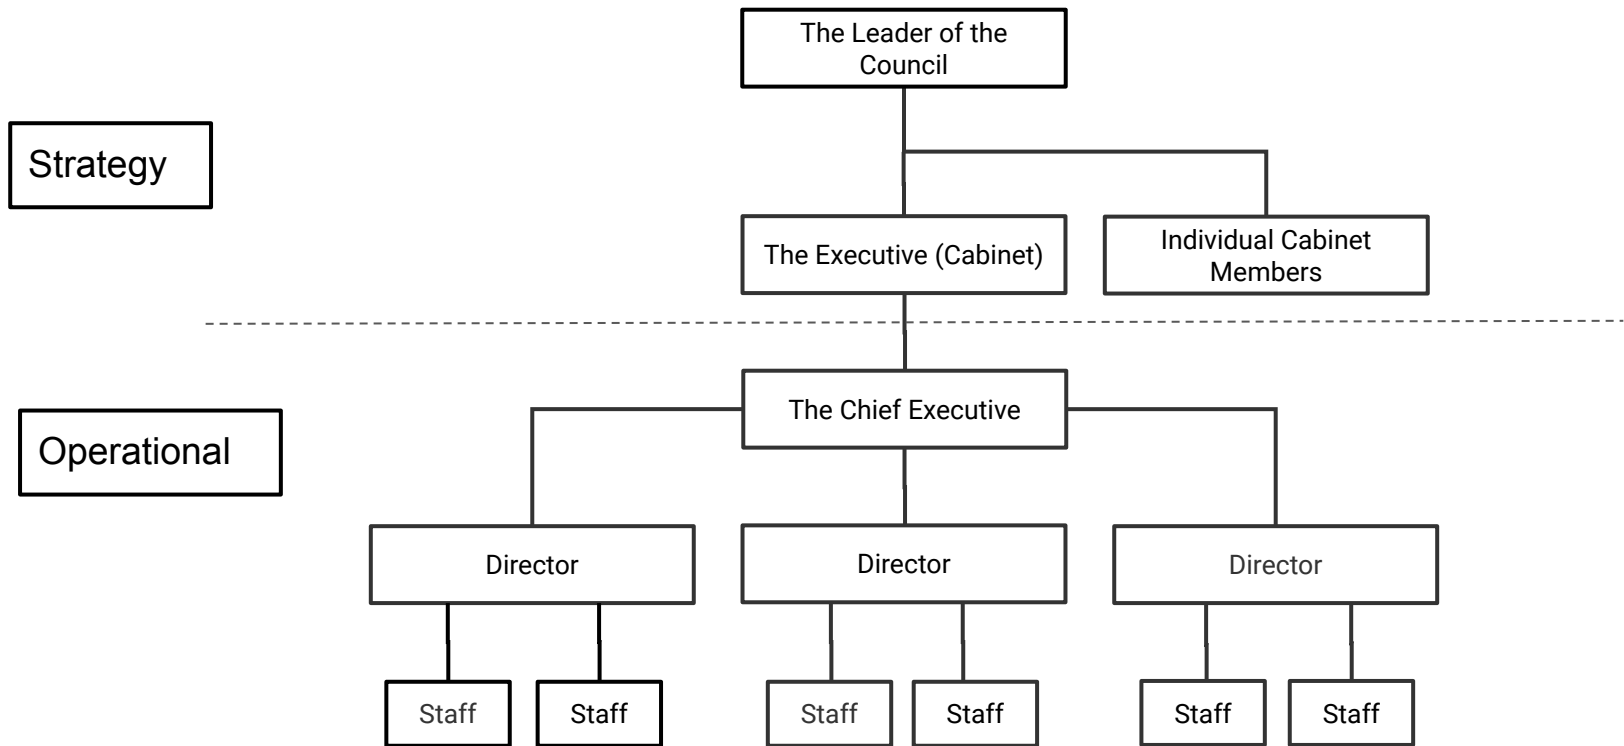 The Leader of the
Council
Strategy
The Executive (Cabinet)
Individual Cabinet
Members
The Chief Executive
Operational
Director
Director
Director
Staff
Staff
Staff
Staff
Staff
Staff